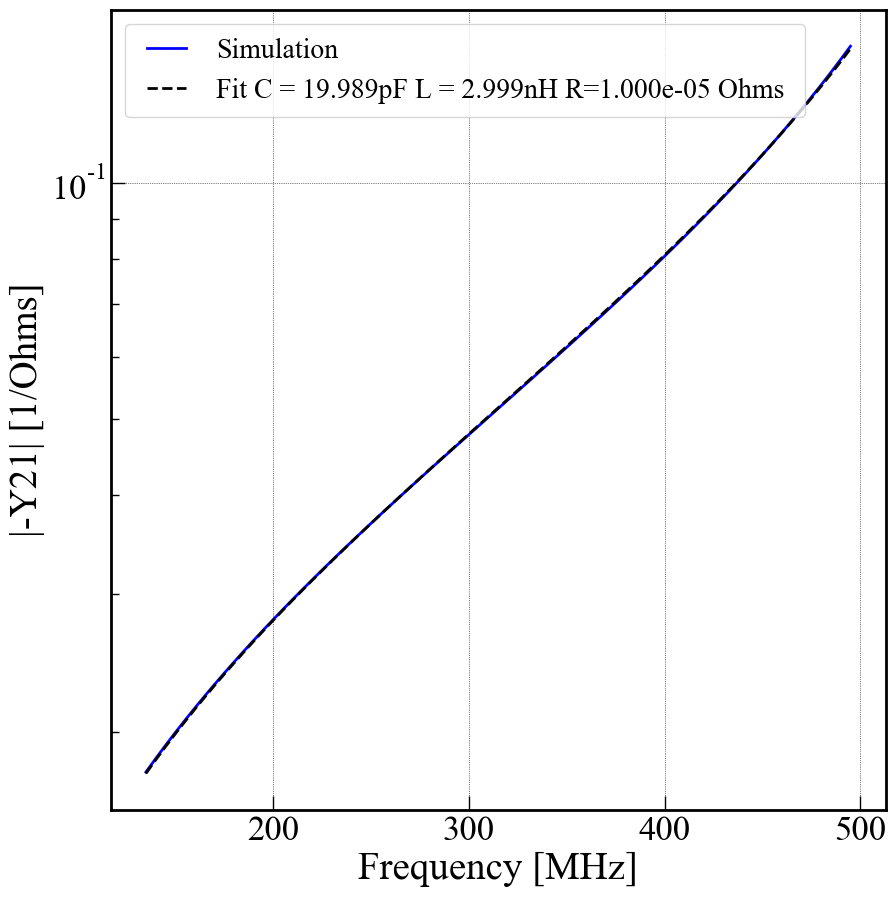 Simulation
Fit C = 19.989pF L = 2.999nH R=1.000e-05 Ohms
10⁻¹
|-Y21| [1/Ohms]
200 300 400 500
Frequency [MHz]